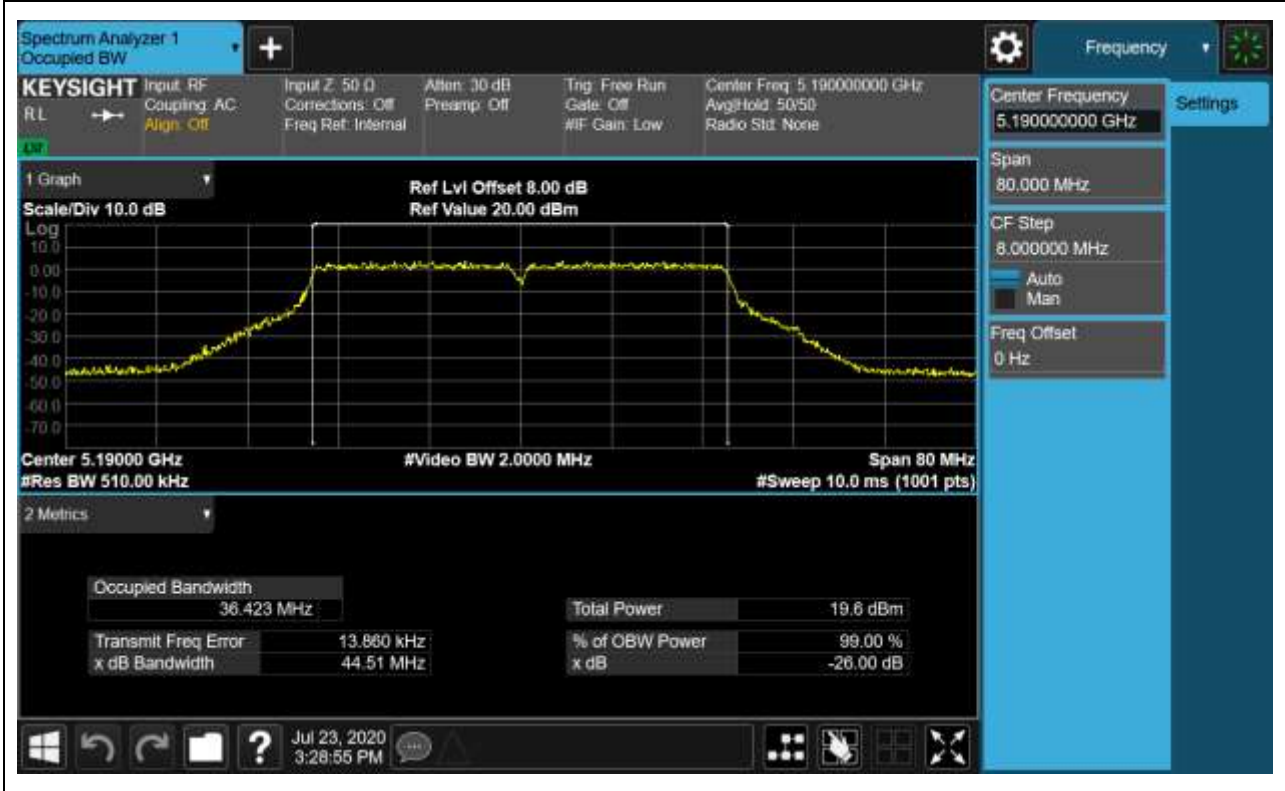 Spectrum Analyzer 1
Occupied BW
+
Frequency
KEYSIGHT
R L
Input: RF
Coupling: AC
Align: Off
Input Z: 50 Ω
Corrections: Off
Freq Ref: Internal
Atten: 30 dB
Preamp: Off
Trig: Free Run
Gate: Off
#IF Gain: Low
Center Freq: 5.190000000 GHz
Avg|Hold: 50/50
Radio Std: None
Center Frequency
5.190000000 GHz
Settings
Span
80.000 MHz
CF Step
8.000000 MHz
Auto
Man
Freq Offset
0 Hz
1 Graph
Scale/Div 10.0 dB
Ref Lvl Offset 8.00 dB
Ref Value 20.00 dBm
Log
10.0
0.00
-10.0
-20.0
-30.0
-40.0
-50.0
-60.0
-70.0
Center 5.19000 GHz
#Video BW 2.0000 MHz
Span 80 MHz
#Res BW 510.00 kHz
#Sweep 10.0 ms (1001 pts)
2 Metrics
Occupied Bandwidth
36.423 MHz
Total Power 19.6 dBm
Transmit Freq Error 13.860 kHz
% of OBW Power 99.00 %
x dB Bandwidth 44.51 MHz
x dB -26.00 dB
?
Jul 23, 2020
3:28:55 PM